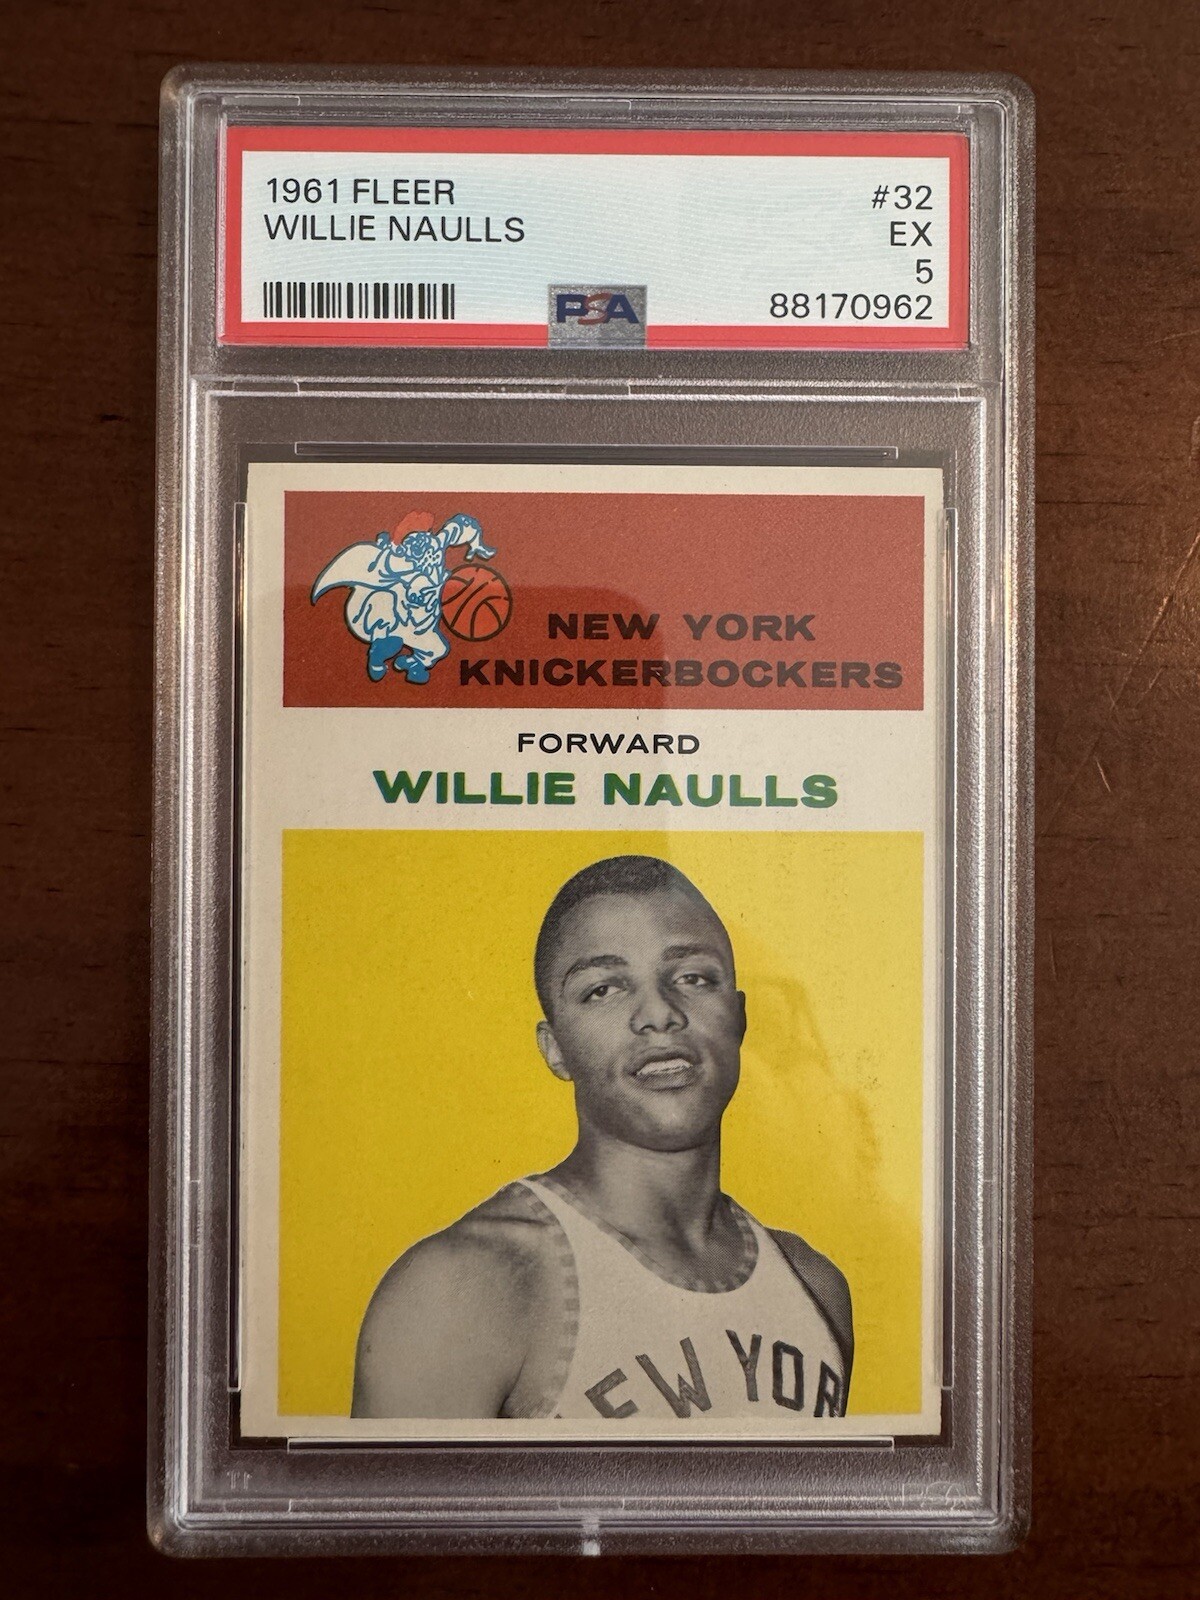 1961 FLEER
WILLIE NAULLS
#32
EX
5
88170962
PSA
NEW YORK
KNICKERBOCKERS
FORWARD
WILLIE NAULLS
EW YOR